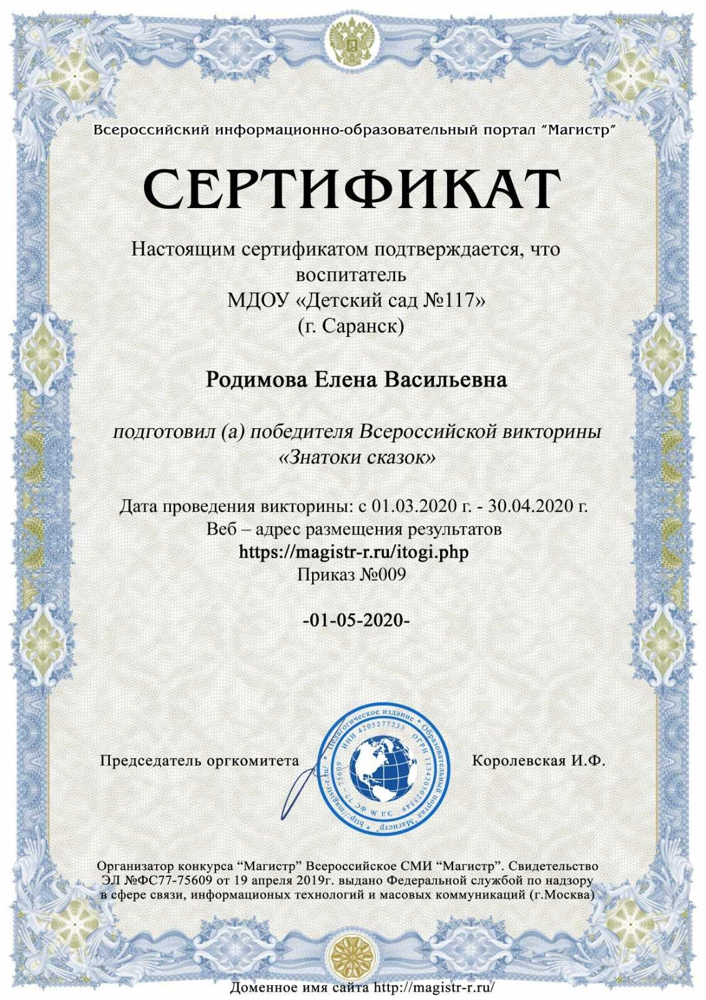 Всероссийский информационно-образовательный портал "Магистр"
СЕРТИФИКАТ
Настоящим сертификатом подтверждается, что
воспитатель
МДОУ «Детский сад №117»
(г. Саранск)
Родимова Елена Васильевна
подготовил (а) победителя Всероссийской викторины
«Знатоки сказок»
Дата проведения викторины: с 01.03.2020 г. - 30.04.2020 г.
Веб – адрес размещения результатов
https://magistr-r.ru/itogi.php
Приказ №009
-01-05-2020-
Председатель оргкомитета
Педагогическое издание * Образовательный портал "Магистр" * http://magistr-r.ru/ *
ИНН 4205277233 ОГРН 1134205025349 ЭЛ № ФС 77 - 75609
Королевская И.Ф.
Организатор конкурса “Магистр” Всероссийское СМИ “Магистр”. Свидетельство
ЭЛ №ФС77-75609 от 19 апреля 2019г. выдано Федеральной службой по надзору
в сфере связи, информационых технологий и масовых коммуникаций (г.Москва)
Доменное имя сайта http://magistr-r.ru/